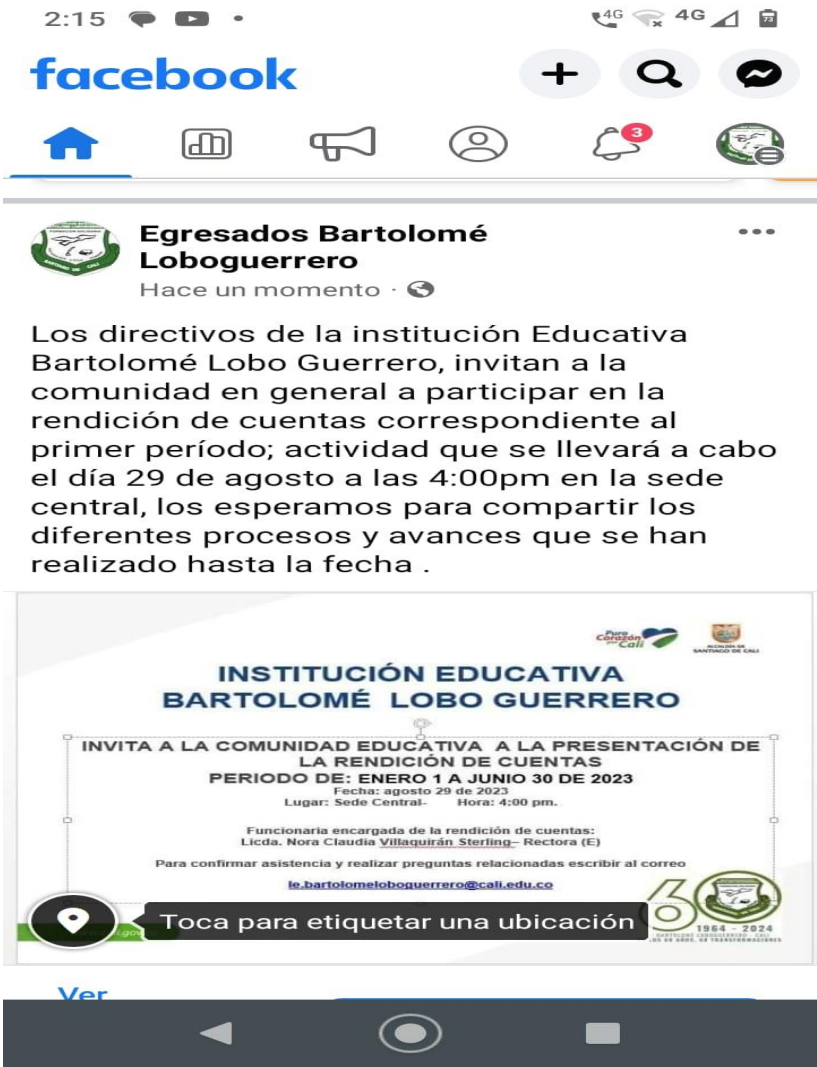 2:15
4G
4G
73
facebook
3
Egresados Bartolomé
Loboguerrero
Hace un momento ·
Los directivos de la institución Educativa
Bartolomé Lobo Guerrero, invitan a la
comunidad en general a participar en la
rendición de cuentas correspondiente al
primer período; actividad que se llevará a cabo
el día 29 de agosto a las 4:00pm en la sede
central, los esperamos para compartir los
diferentes procesos y avances que se han
realizado hasta la fecha .
Puro
Corazón
por Cali
ALCALDÍA DE
SANTIAGO DE CALI
INSTITUCIÓN EDUCATIVA
BARTOLOMÉ LOBO GUERRERO
INVITA A LA COMUNIDAD EDUCATIVA A LA PRESENTACIÓN DE
LA RENDICIÓN DE CUENTAS
PERIODO DE: ENERO 1 A JUNIO 30 DE 2023
Fecha: agosto 29 de 2023
Lugar: Sede Central- Hora: 4:00 pm.
Funcionaria encargada de la rendición de cuentas:
Licda. Nora Claudia Villaquirán Sterling– Rectora (E)
Para confirmar asistencia y realizar preguntas relacionadas escribir al correo
ie.bartolomeloboguerrero@cali.edu.co
Toca para etiquetar una ubicación
60
1964 - 2024
BARTOLOMÉ LOBOGUERRERO - CALI
Ver